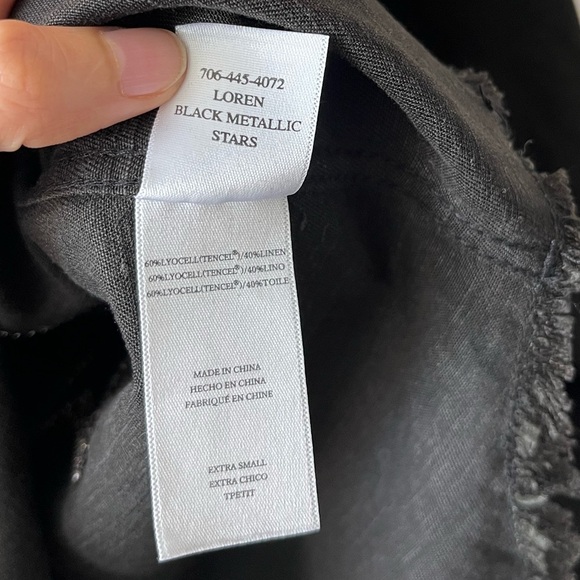 706-445-4072
LOREN
BLACK METALLIC
STARS
60%LYOCELL(TENCEL®)/40%LINEN
60%LYOCELL(TENCEL®)/40%LINO
60%LYOCELL(TENCEL®)/40%TOILE
MADE IN CHINA
HECHO EN CHINA
FABRIQUÉ EN CHINE
EXTRA SMALL
EXTRA CHICO
TPETIT